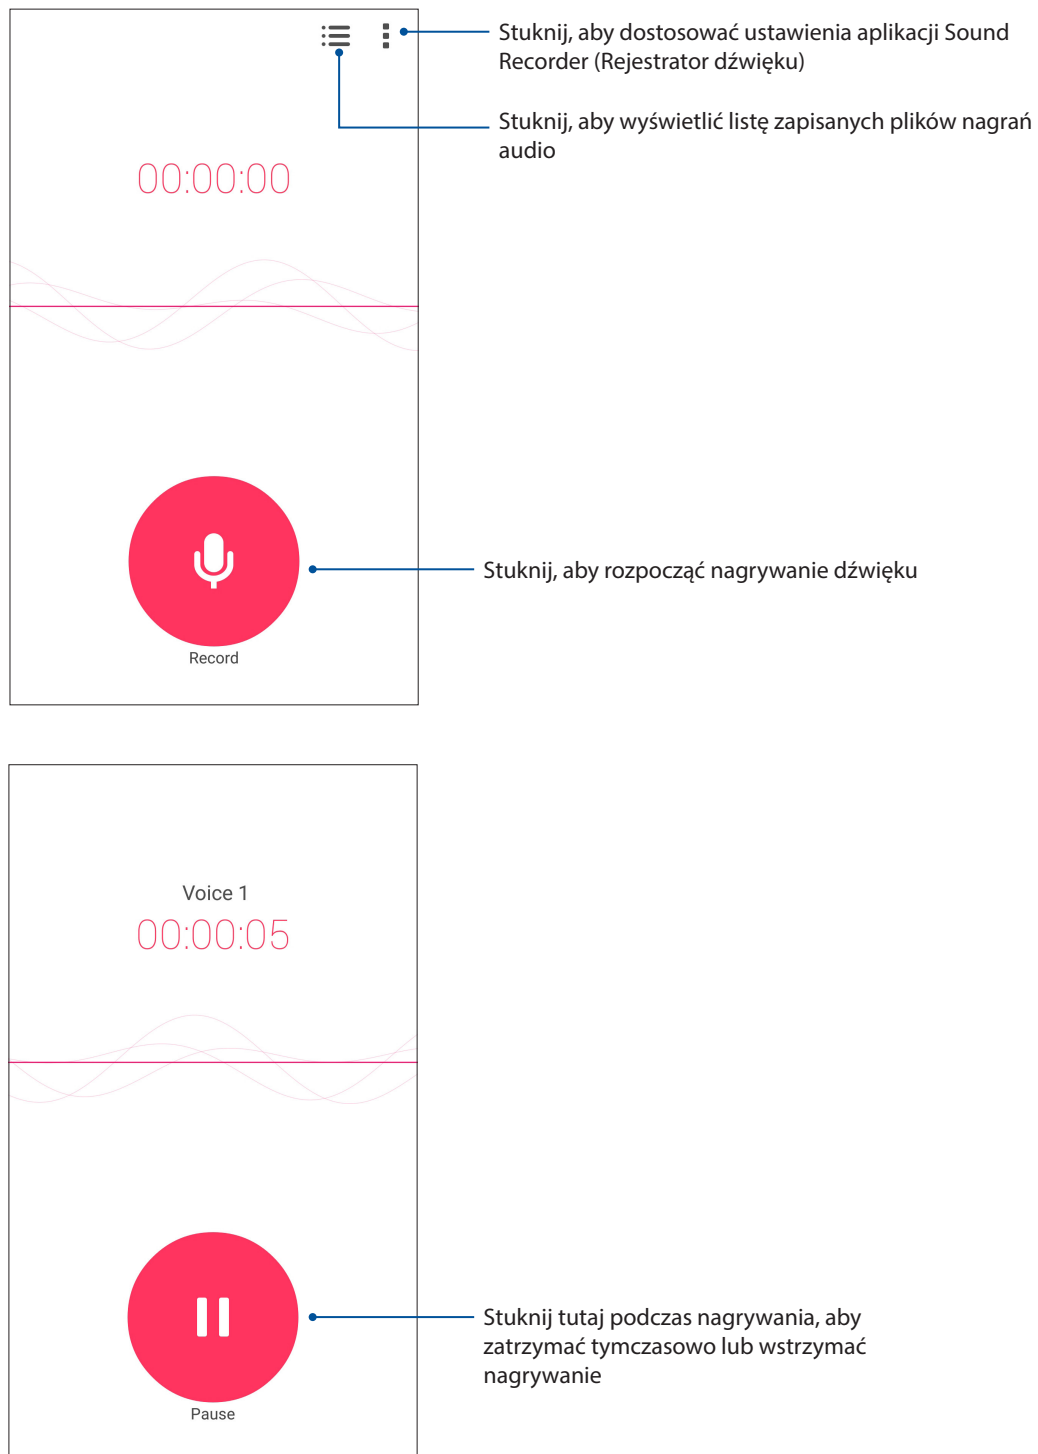 Stuknij, aby dostosować ustawienia aplikacji Sound
Recorder (Rejestrator dźwięku)
Stuknij, aby wyświetlić listę zapisanych plików nagrań
audio
00:00:00
Stuknij, aby rozpocząć nagrywanie dźwięku
Record
Voice 1
00:00:05
Stuknij tutaj podczas nagrywania, aby
zatrzymać tymczasowo lub wstrzymać
nagrywanie
Pause